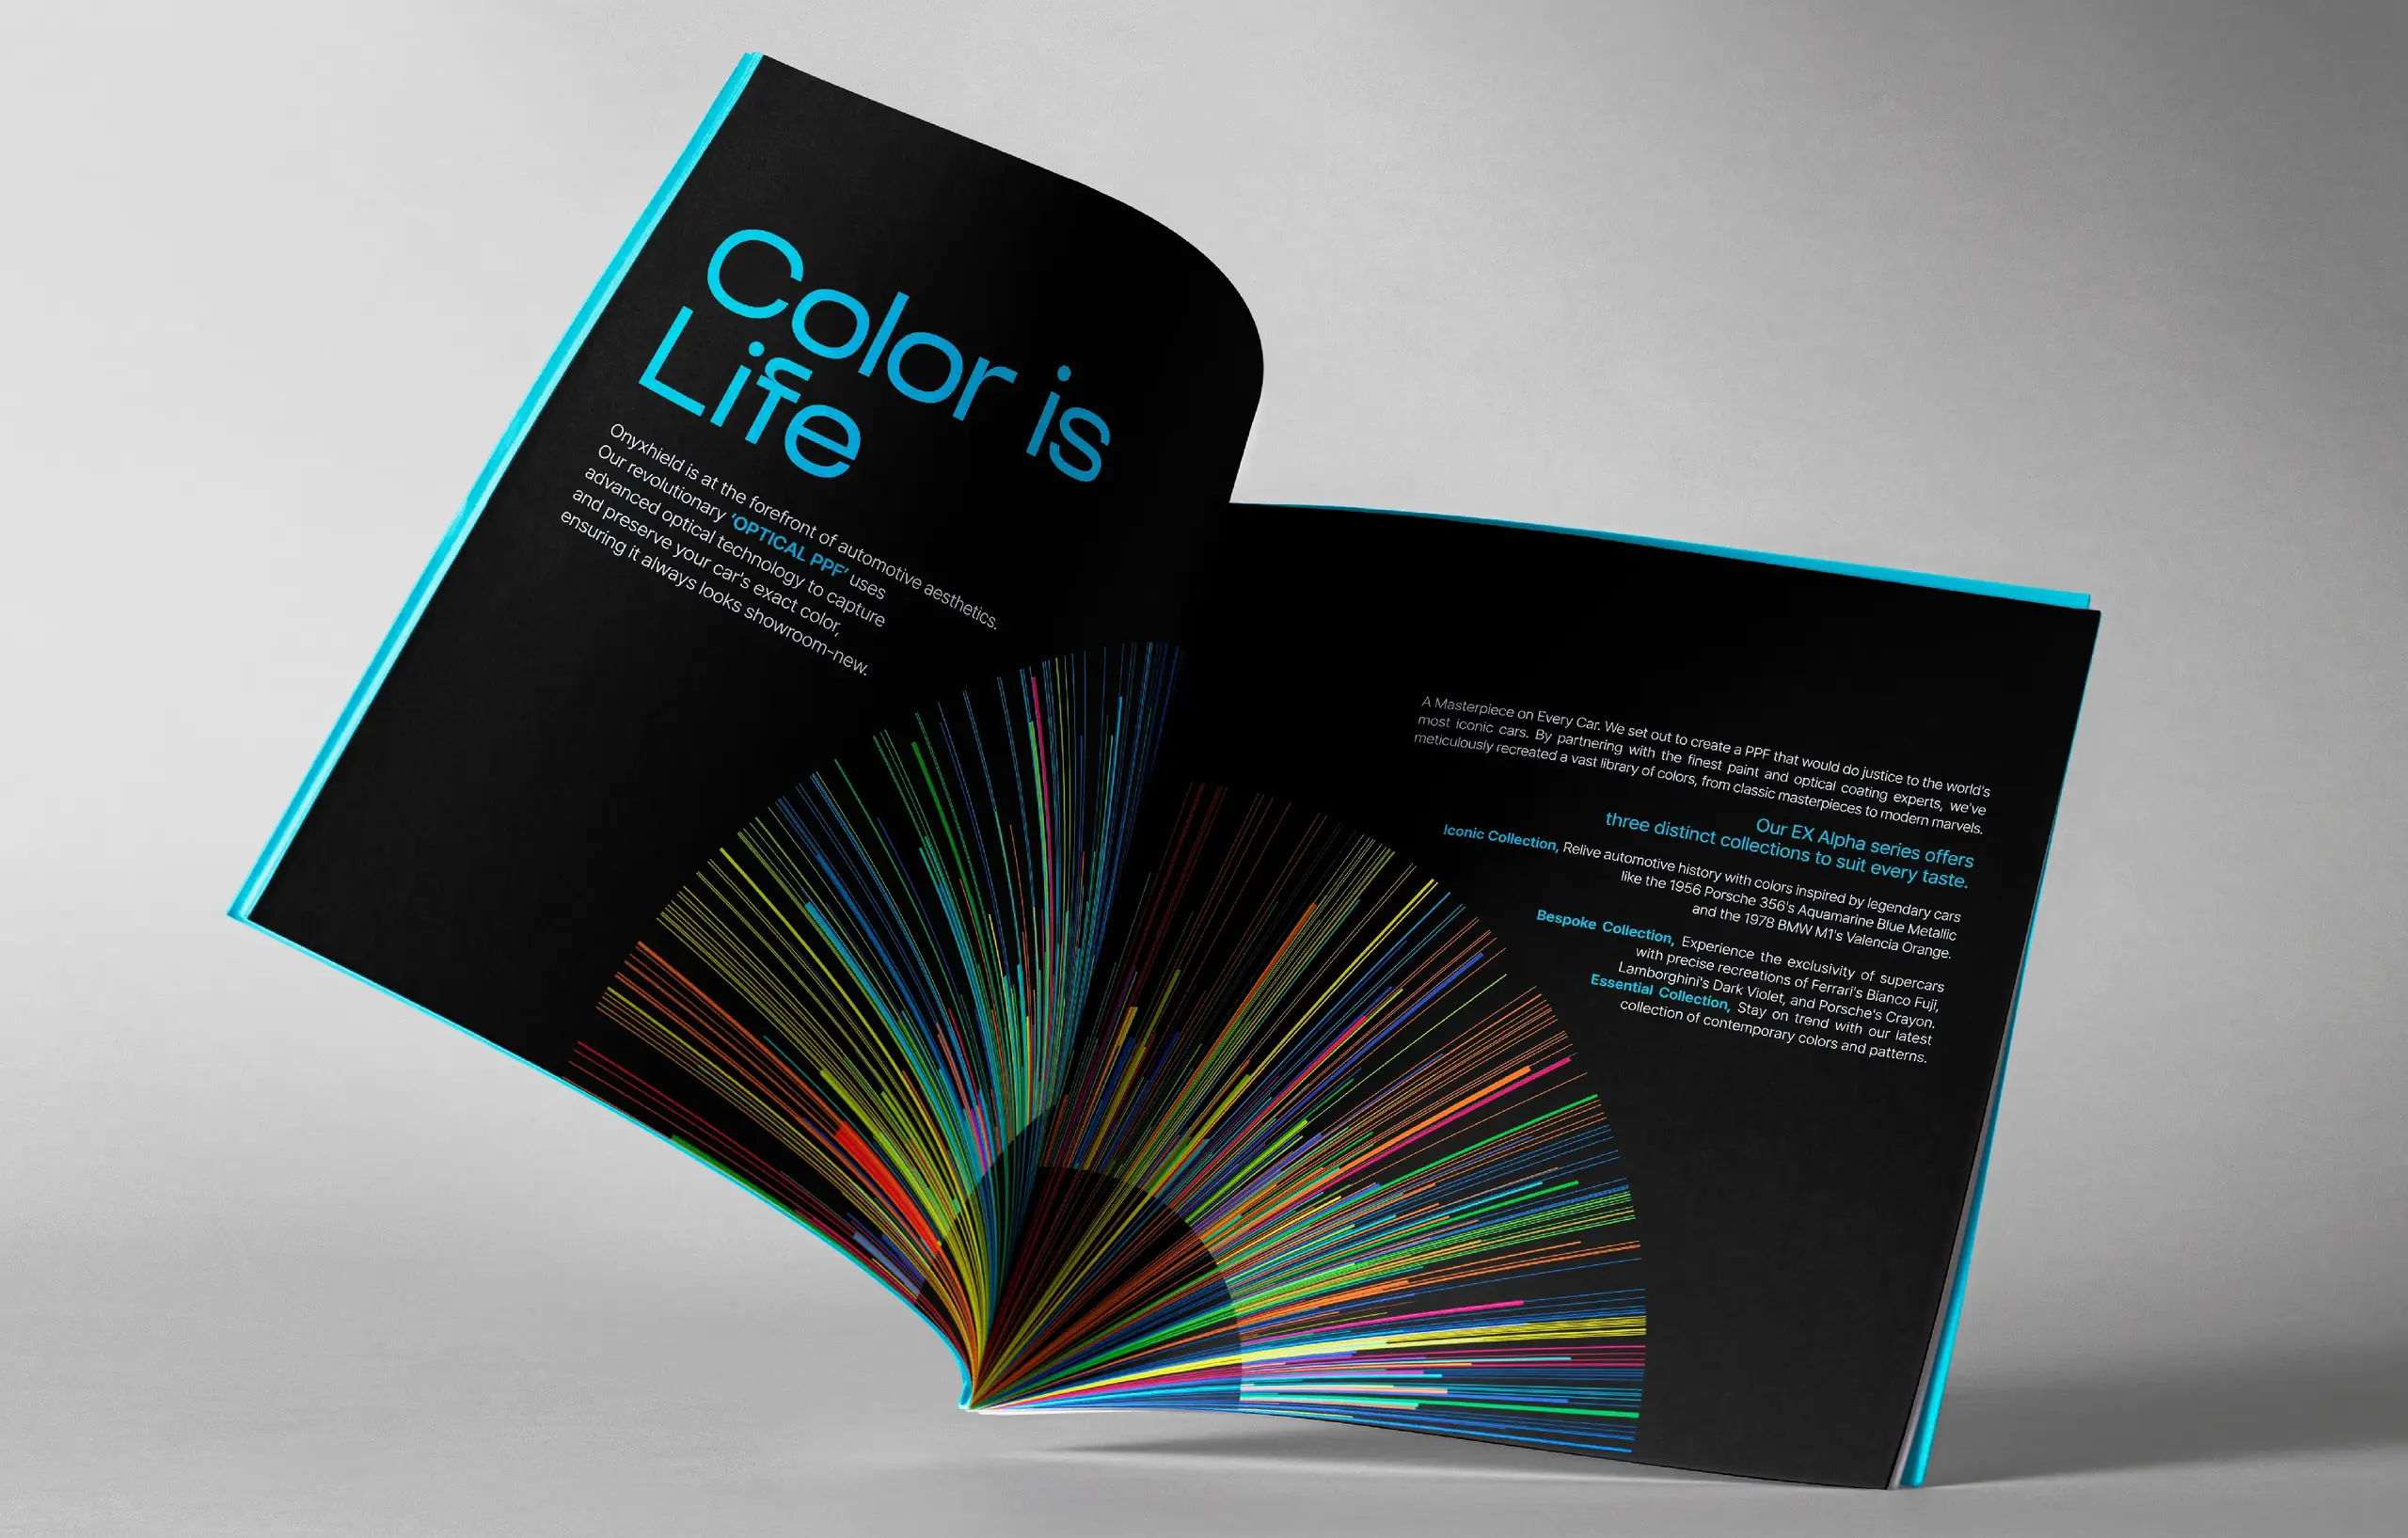 Color is
Life
Onyxhield is at the forefront of automotive aesthetics.
Our revolutionary ‘OPTICAL PPF‘ uses
advanced optical technology to capture
and preserve your car's exact color,
ensuring it always looks showroom-new.
A Masterpiece on Every Car. We set out to create a PPF that would do justice to the world's
most iconic cars. By partnering with the finest paint and optical coating experts, we've
meticulously recreated a vast library of colors, from classic masterpieces to modern marvels.
Our EX Alpha series offers
three distinct collections to suit every taste.
Iconic Collection, Relive automotive history with colors inspired by legendary cars
like the 1956 Porsche 356's Aquamarine Blue Metallic
and the 1978 BMW M1's Valencia Orange.
Bespoke Collection, Experience the exclusivity of supercars
with precise recreations of Ferrari's Bianco Fuji,
Lamborghini's Dark Violet, and Porsche's Crayon.
Essential Collection, Stay on trend with our latest
collection of contemporary colors and patterns.